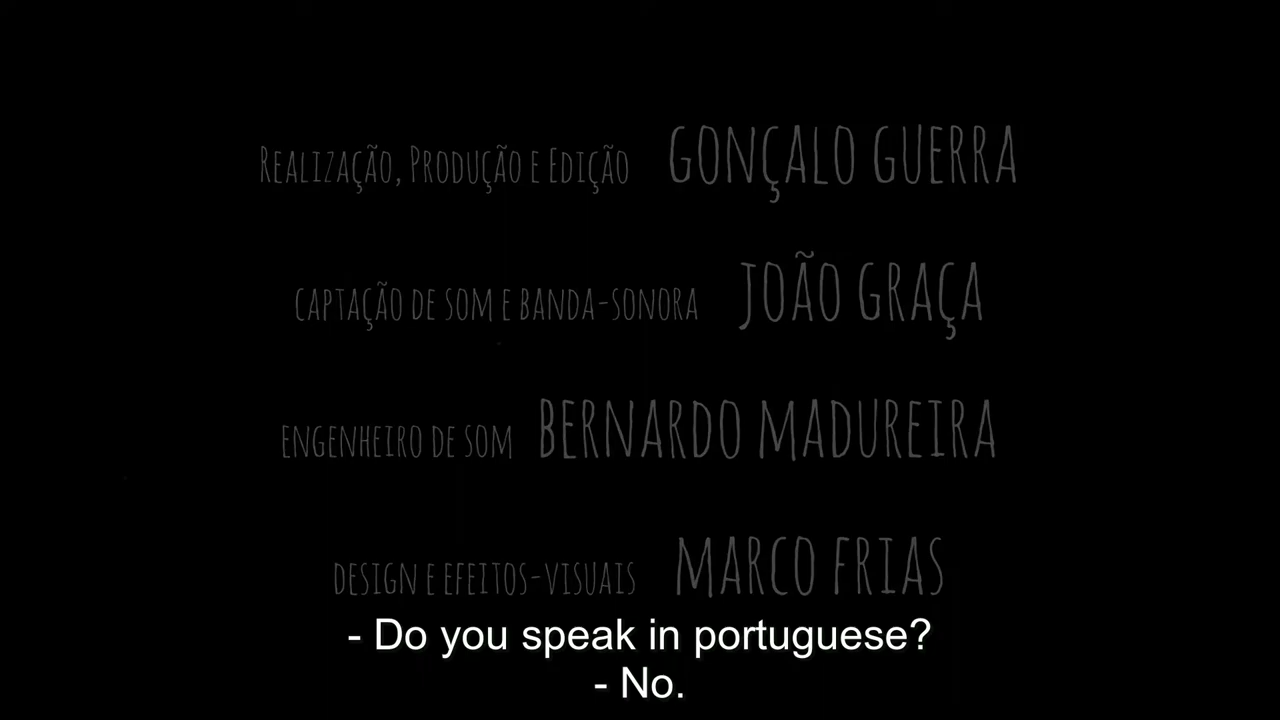 Realização, Produção e Edição GONÇALO GUERRA
CAPTAÇÃO DE SOM E BANDA-SONORA JOÃO GRAÇA
ENGENHEIRO DE SOM BERNARDO MADUREIRA
DESIGN E EFEITOS-VISUAIS MARCO FRIAS
- Do you speak in portuguese?
- No.